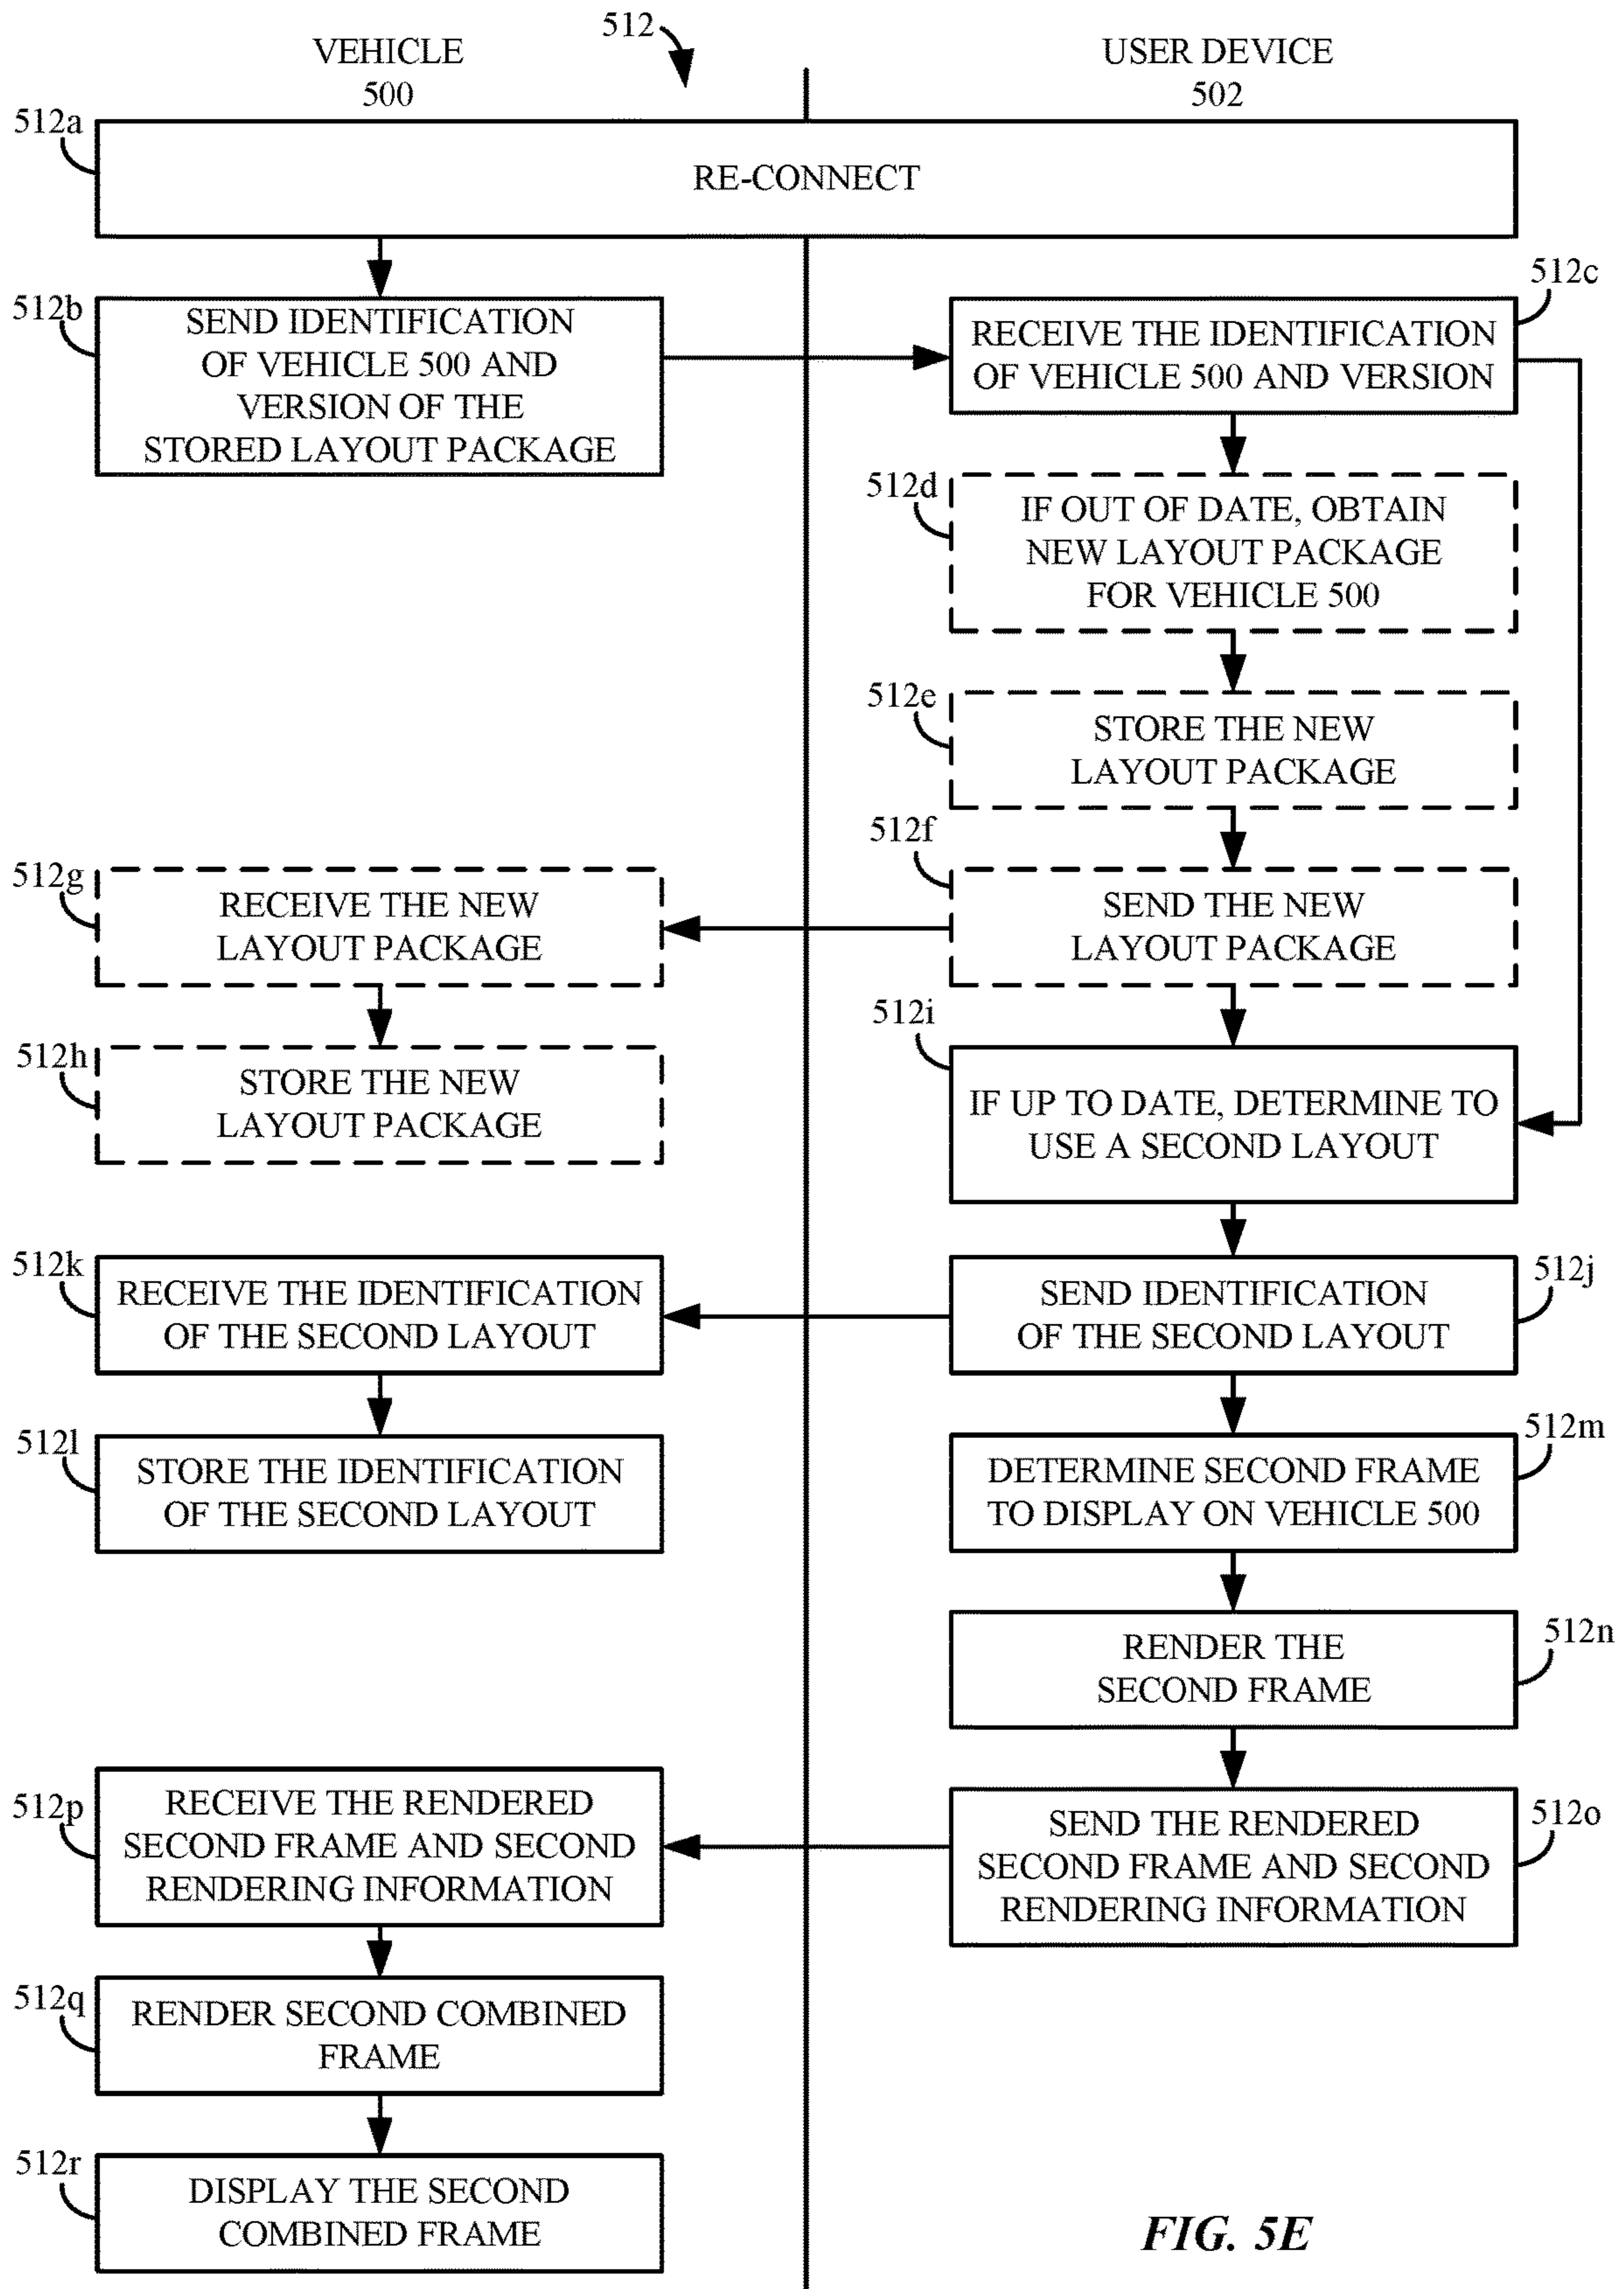 512
VEHICLE
500
USER DEVICE
502
512a
RE-CONNECT
512b
SEND IDENTIFICATION
OF VEHICLE 500 AND
VERSION OF THE
STORED LAYOUT PACKAGE
512c
RECEIVE THE IDENTIFICATION
OF VEHICLE 500 AND VERSION
512d
IF OUT OF DATE, OBTAIN
NEW LAYOUT PACKAGE
FOR VEHICLE 500
512e
STORE THE NEW
LAYOUT PACKAGE
512f
SEND THE NEW
LAYOUT PACKAGE
512g
RECEIVE THE NEW
LAYOUT PACKAGE
512h
STORE THE NEW
LAYOUT PACKAGE
512i
IF UP TO DATE, DETERMINE TO
USE A SECOND LAYOUT
512j
SEND IDENTIFICATION
OF THE SECOND LAYOUT
512k
RECEIVE THE IDENTIFICATION
OF THE SECOND LAYOUT
512l
STORE THE IDENTIFICATION
OF THE SECOND LAYOUT
512m
DETERMINE SECOND FRAME
TO DISPLAY ON VEHICLE 500
512n
RENDER THE
SECOND FRAME
512o
SEND THE RENDERED
SECOND FRAME AND SECOND
RENDERING INFORMATION
512p
RECEIVE THE RENDERED
SECOND FRAME AND SECOND
RENDERING INFORMATION
512q
RENDER SECOND COMBINED
FRAME
512r
DISPLAY THE SECOND
COMBINED FRAME
FIG. 5E